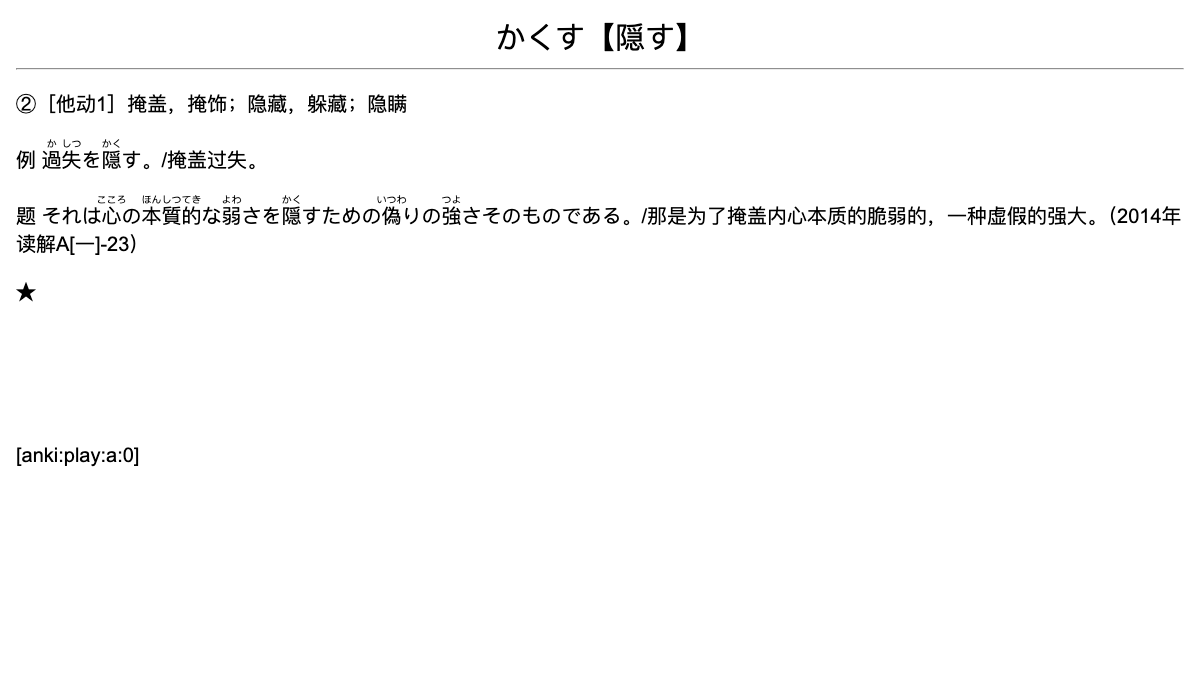 かくす【隠す】
②［他动1］掩盖，掩饰；隐藏，躲藏；隐瞒
か しつ かく
例 過失を隠す。/掩盖过失。
こころ ほんしつてき よわ かく いつわ つよ
题 それは心の本質的な弱さを隠すための偽りの強さそのものである。/那是为了掩盖内心本质的脆弱的，一种虚假的强大。（2014年
读解A[一]-23）
★
[anki:play:a:0]